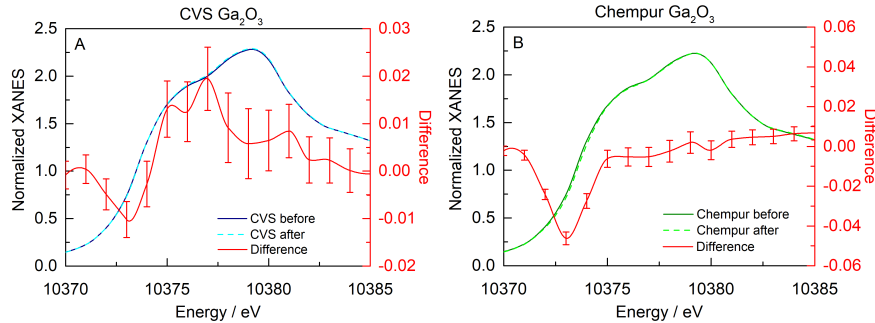 CVS Ga₂O₃
A
Normalized XANES
2.5
2.0
1.5
1.0
0.5
0.0
0.03
0.02
0.01
0.00
-0.01
-0.02
Difference
CVS before
CVS after
Difference
10370
10375
10380
10385
Energy / eV
Chempur Ga₂O₃
B
Normalized XANES
2.5
2.0
1.5
1.0
0.5
0.0
0.06
0.04
0.02
0.00
-0.02
-0.04
-0.06
Difference
Chempur before
Chempur after
Difference
10370
10375
10380
10385
Energy / eV